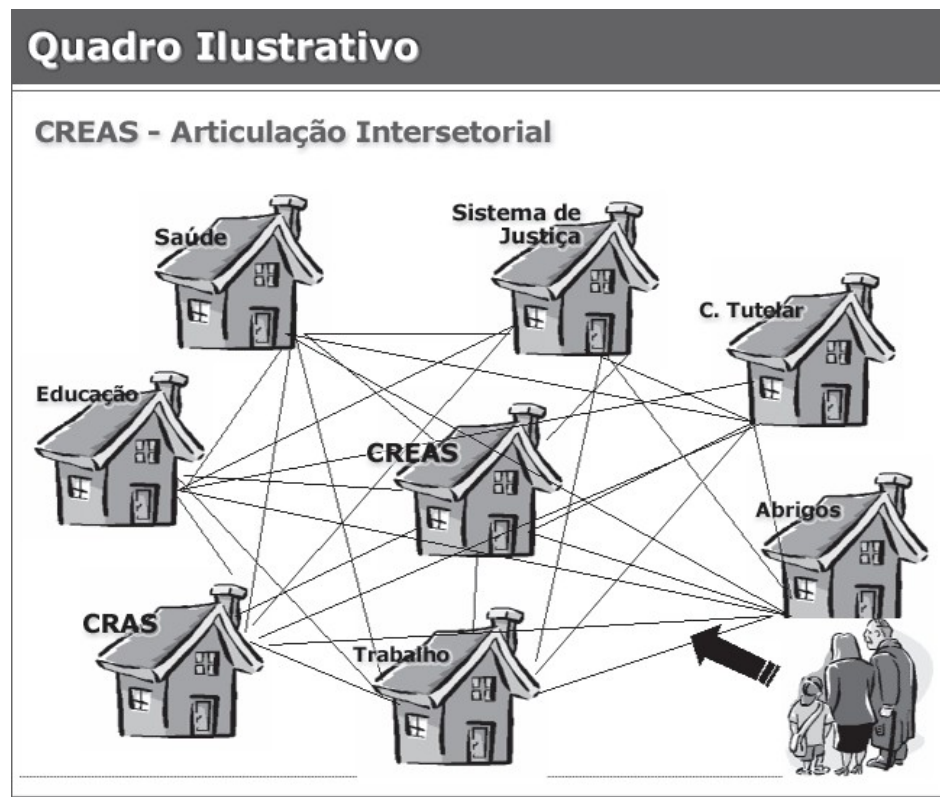 Quadro Ilustrativo
CREAS - Articulação Intersetorial
Saúde
Sistema de
Justiça
C. Tutelar
Educação
CREAS
Abrigos
CRAS
Trabalho